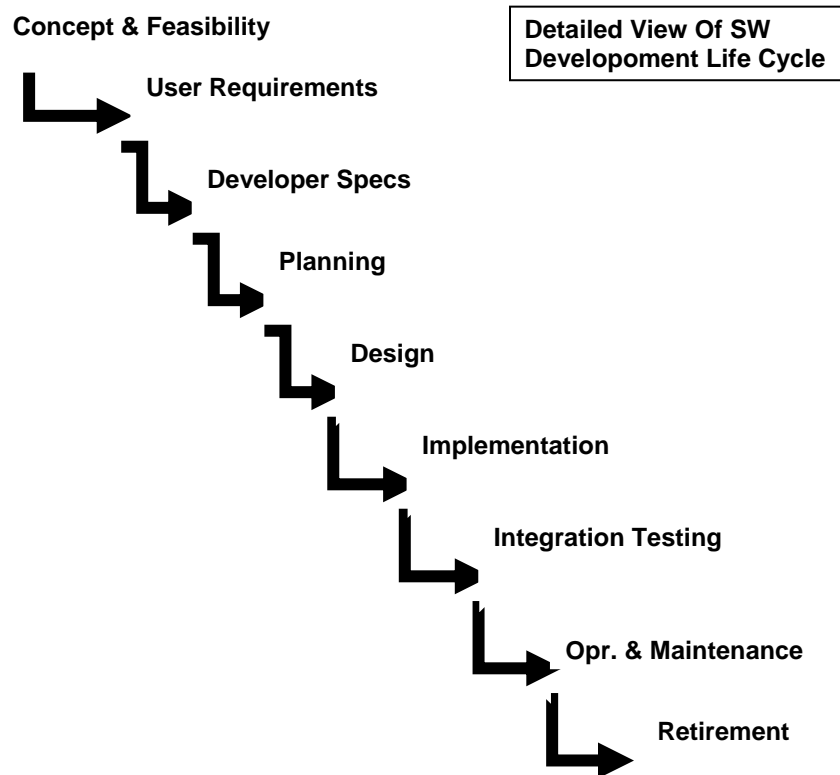 Concept & Feasibility
Detailed View Of SW
Developoment Life Cycle
User Requirements
Developer Specs
Planning
Design
Implementation
Integration Testing
Opr. & Maintenance
Retirement